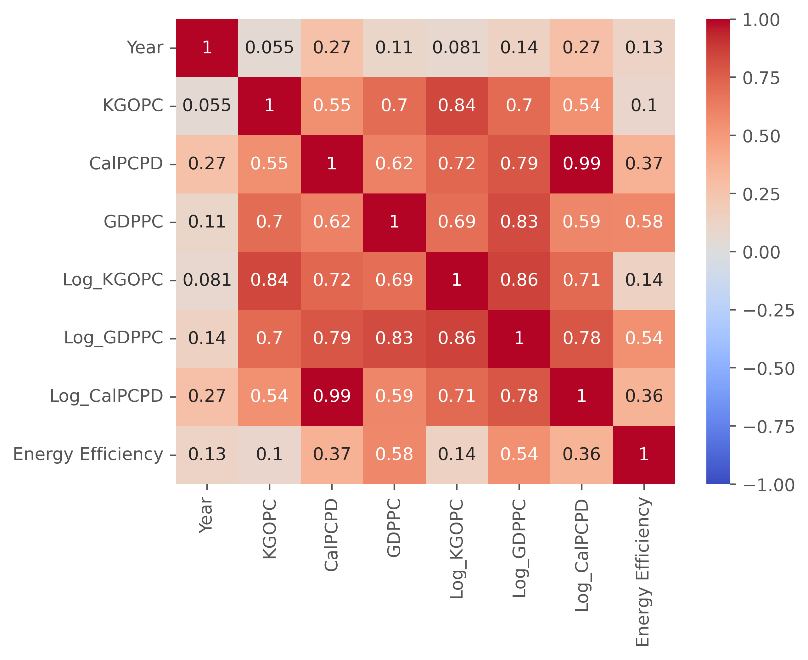 Year 1 0.055 0.27 0.11 0.081 0.14 0.27 0.13
KGOPC 0.055 1 0.55 0.7 0.84 0.7 0.54 0.1
CalPCPD 0.27 0.55 1 0.62 0.72 0.79 0.99 0.37
GDPPC 0.11 0.7 0.62 1 0.69 0.83 0.59 0.58
Log_KGOPC 0.081 0.84 0.72 0.69 1 0.86 0.71 0.14
Log_GDPPC 0.14 0.7 0.79 0.83 0.86 1 0.78 0.54
Log_CalPCPD 0.27 0.54 0.99 0.59 0.71 0.78 1 0.36
Energy Efficiency 0.13 0.1 0.37 0.58 0.14 0.54 0.36 1
Year
KGOPC
CalPCPD
GDPPC
Log_KGOPC
Log_GDPPC
Log_CalPCPD
Energy Efficiency
1.00
0.75
0.50
0.25
0.00
−0.25
−0.50
−0.75
−1.00